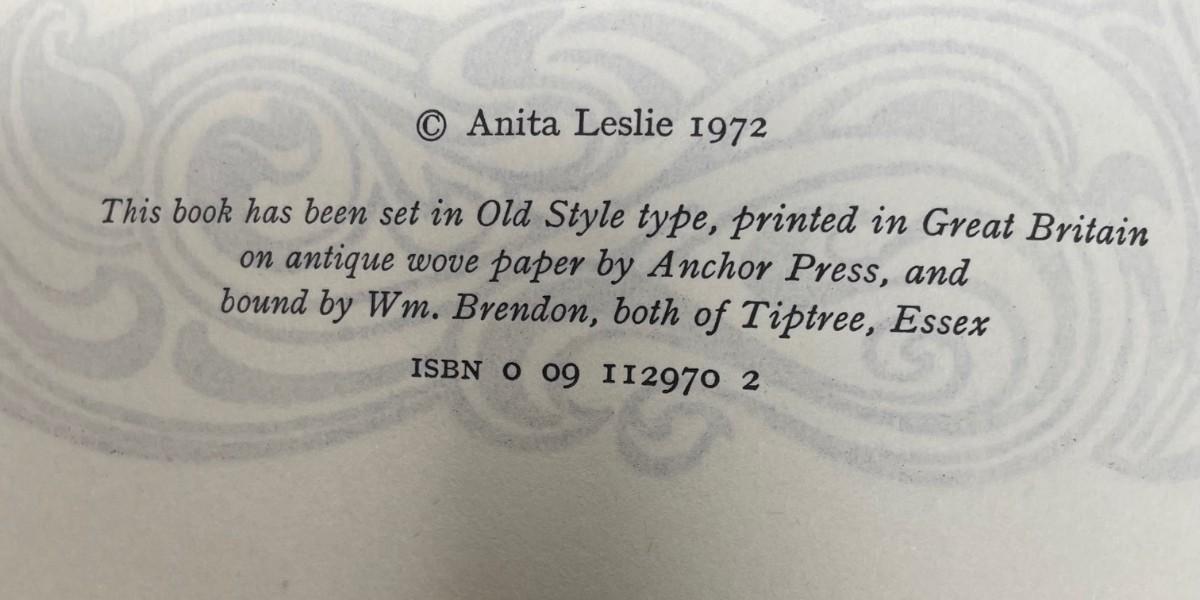 © Anita Leslie 1972
This book has been set in Old Style type, printed in Great Britain
on antique wove paper by Anchor Press, and
bound by Wm. Brendon, both of Tiptree, Essex
ISBN 0 09 112970 2